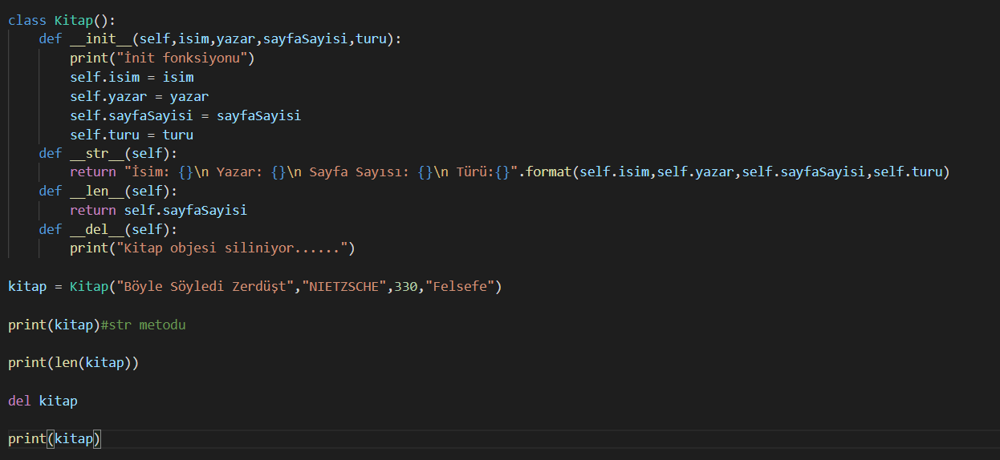 class Kitap():
    def __init__(self,isim,yazar,sayfaSayisi,turu):
        print("İnit fonksiyonu")
        self.isim = isim
        self.yazar = yazar
        self.sayfaSayisi = sayfaSayisi
        self.turu = turu
    def __str__(self):
        return "İsim: {}\n Yazar: {}\n Sayfa Sayısı: {}\n Türü:{}".format(self.isim,self.yazar,self.sayfaSayisi,self.turu)
    def __len__(self):
        return self.sayfaSayisi
    def __del__(self):
        print("Kitap objesi siliniyor......")
kitap = Kitap("Böyle Söyledi Zerdüşt","NIETZSCHE",330,"Felsefe")
print(kitap)#str metodu
print(len(kitap))
del kitap
print(kitap)